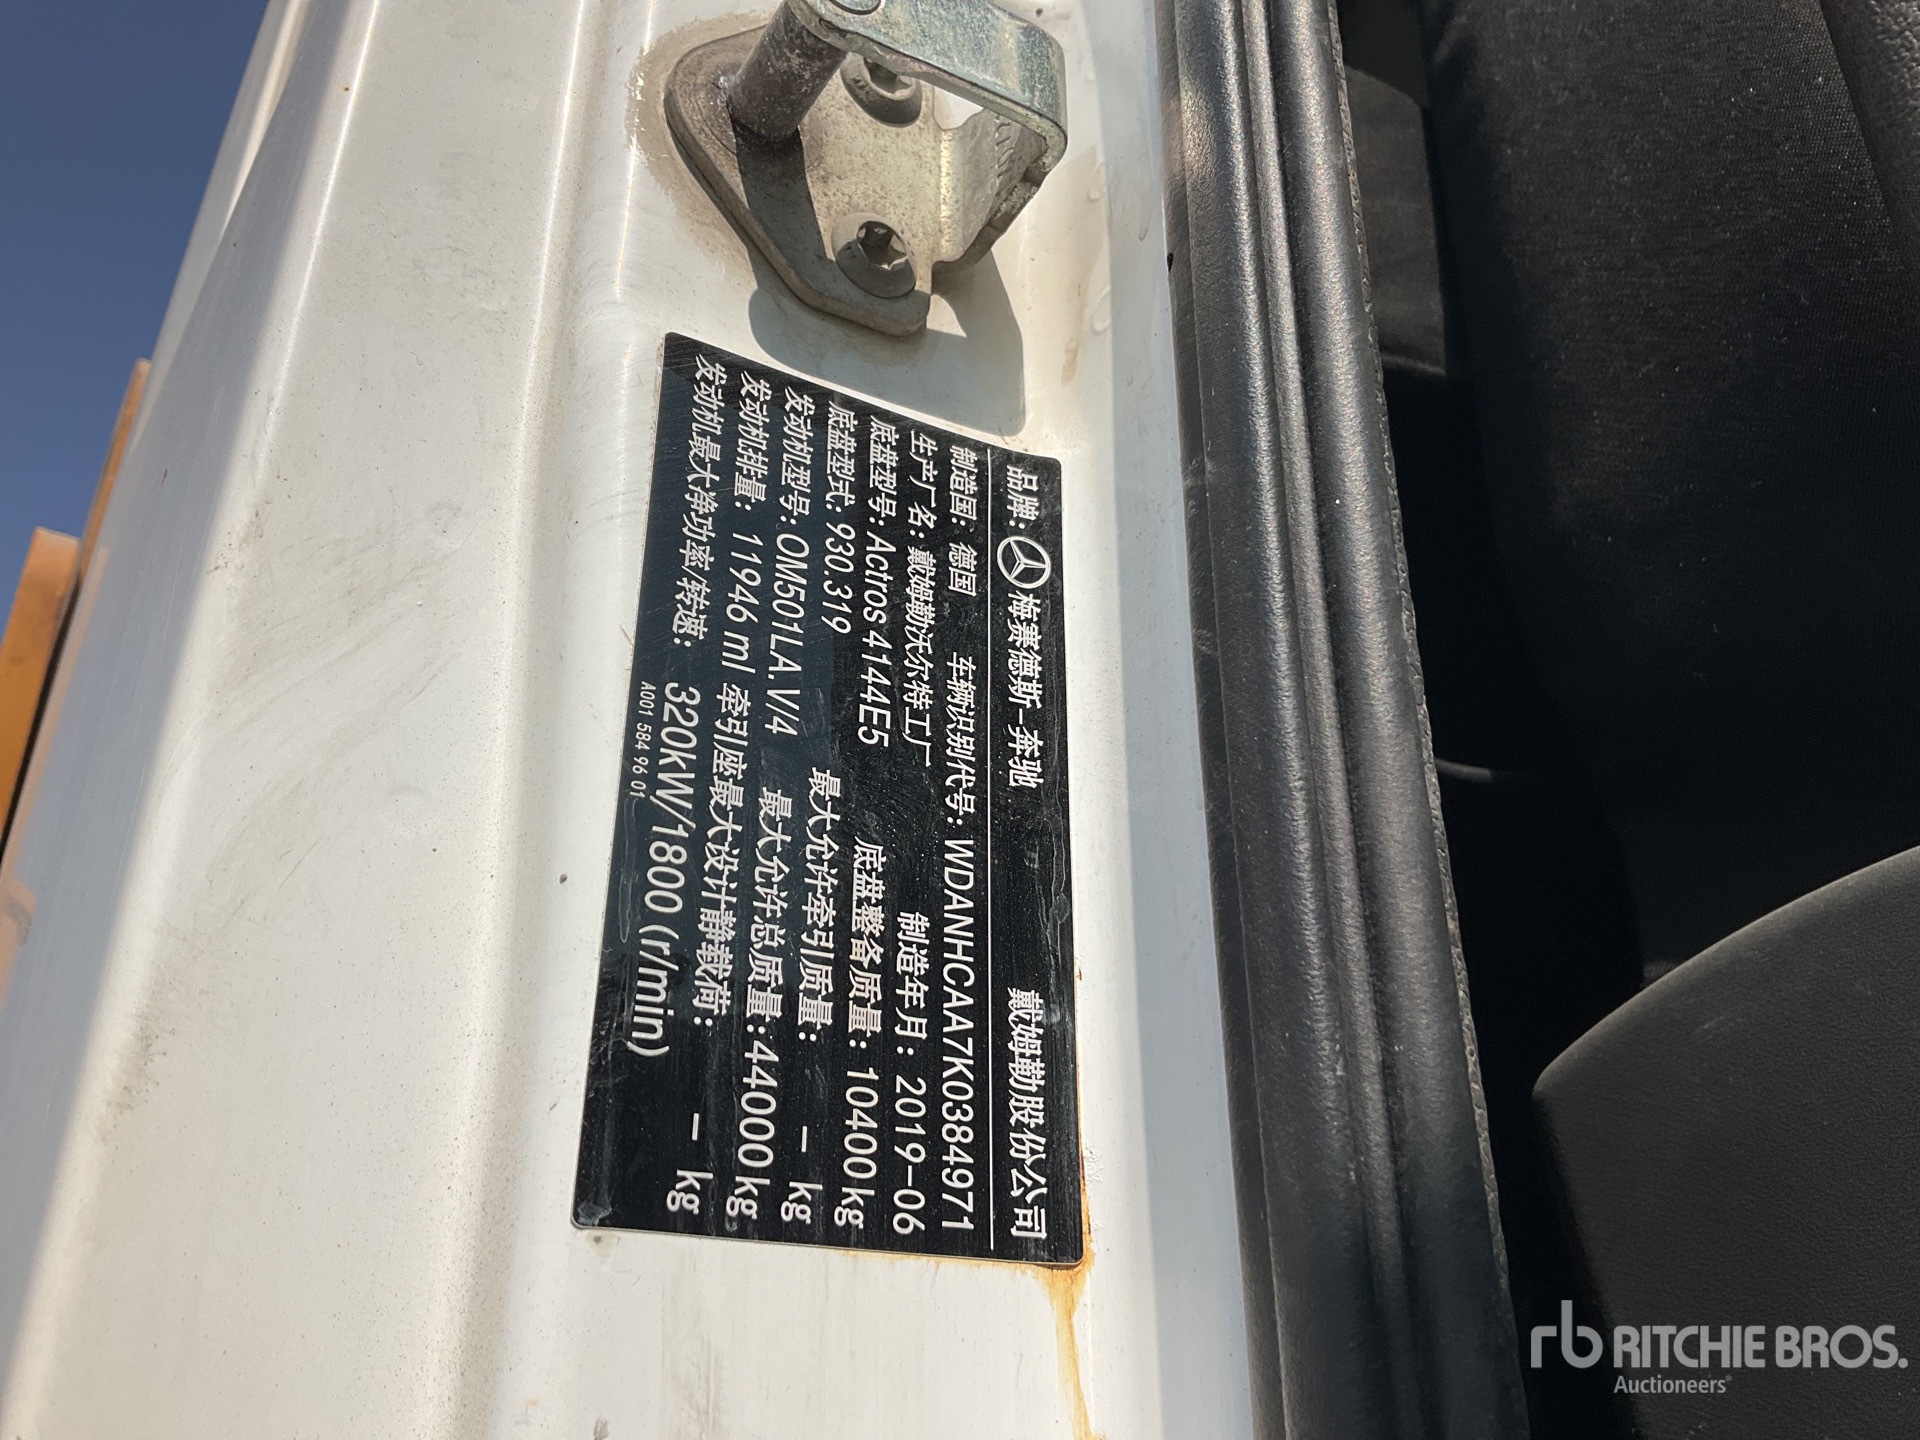 品牌: 梅赛德斯-奔驰 戴姆勒股份公司
制造国: 德国 车辆识别代号: WDANHCAA7K0384971
生产厂名: 戴姆勒沃尔特工厂 制造年月: 2019-06
底盘型号: Actros4144E5 底盘整备质量: 10400kg
底盘型式: 930.319 最大允许牵引质量: - kg
发动机型号: OM501LA.V/4 最大允许总质量: 44000kg
发动机排量: 11946 ml 牵引座最大设计静载荷: - kg
发动机最大净功率/转速: 320kW/1800(r/min)
A001 584 96 01
rb RITCHIE BROS.
Auctioneers